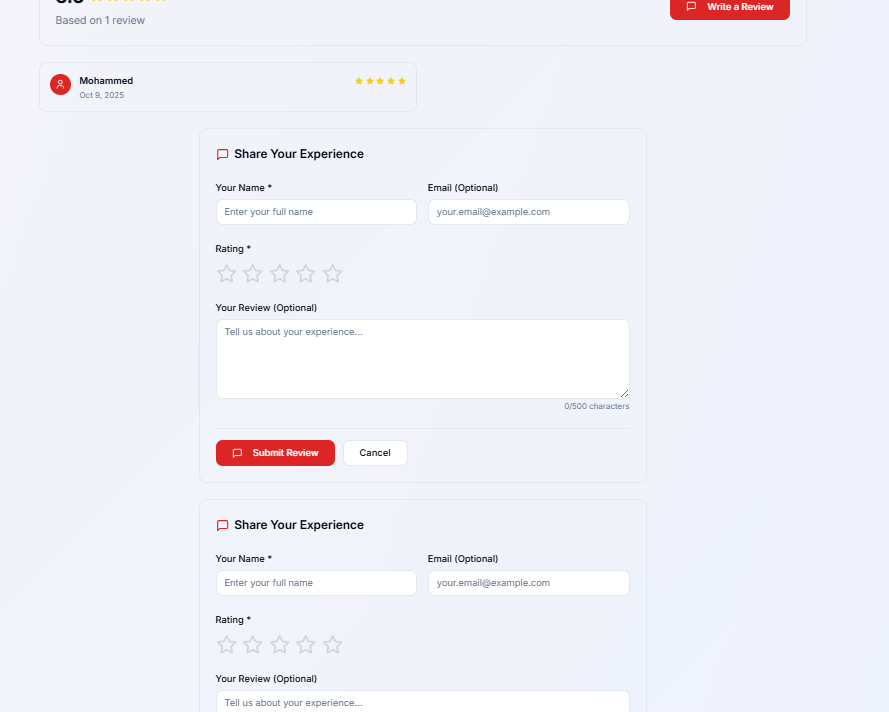 Write a Review
Based on 1 review
Mohammed
Oct 9, 2025
Share Your Experience
Your Name *
Email (Optional)
Enter your full name
your.email@example.com
Rating *
Your Review (Optional)
Tell us about your experience...
0/500 characters
Submit Review
Cancel
Share Your Experience
Your Name *
Email (Optional)
Enter your full name
your.email@example.com
Rating *
Your Review (Optional)
Tell us about your experience...